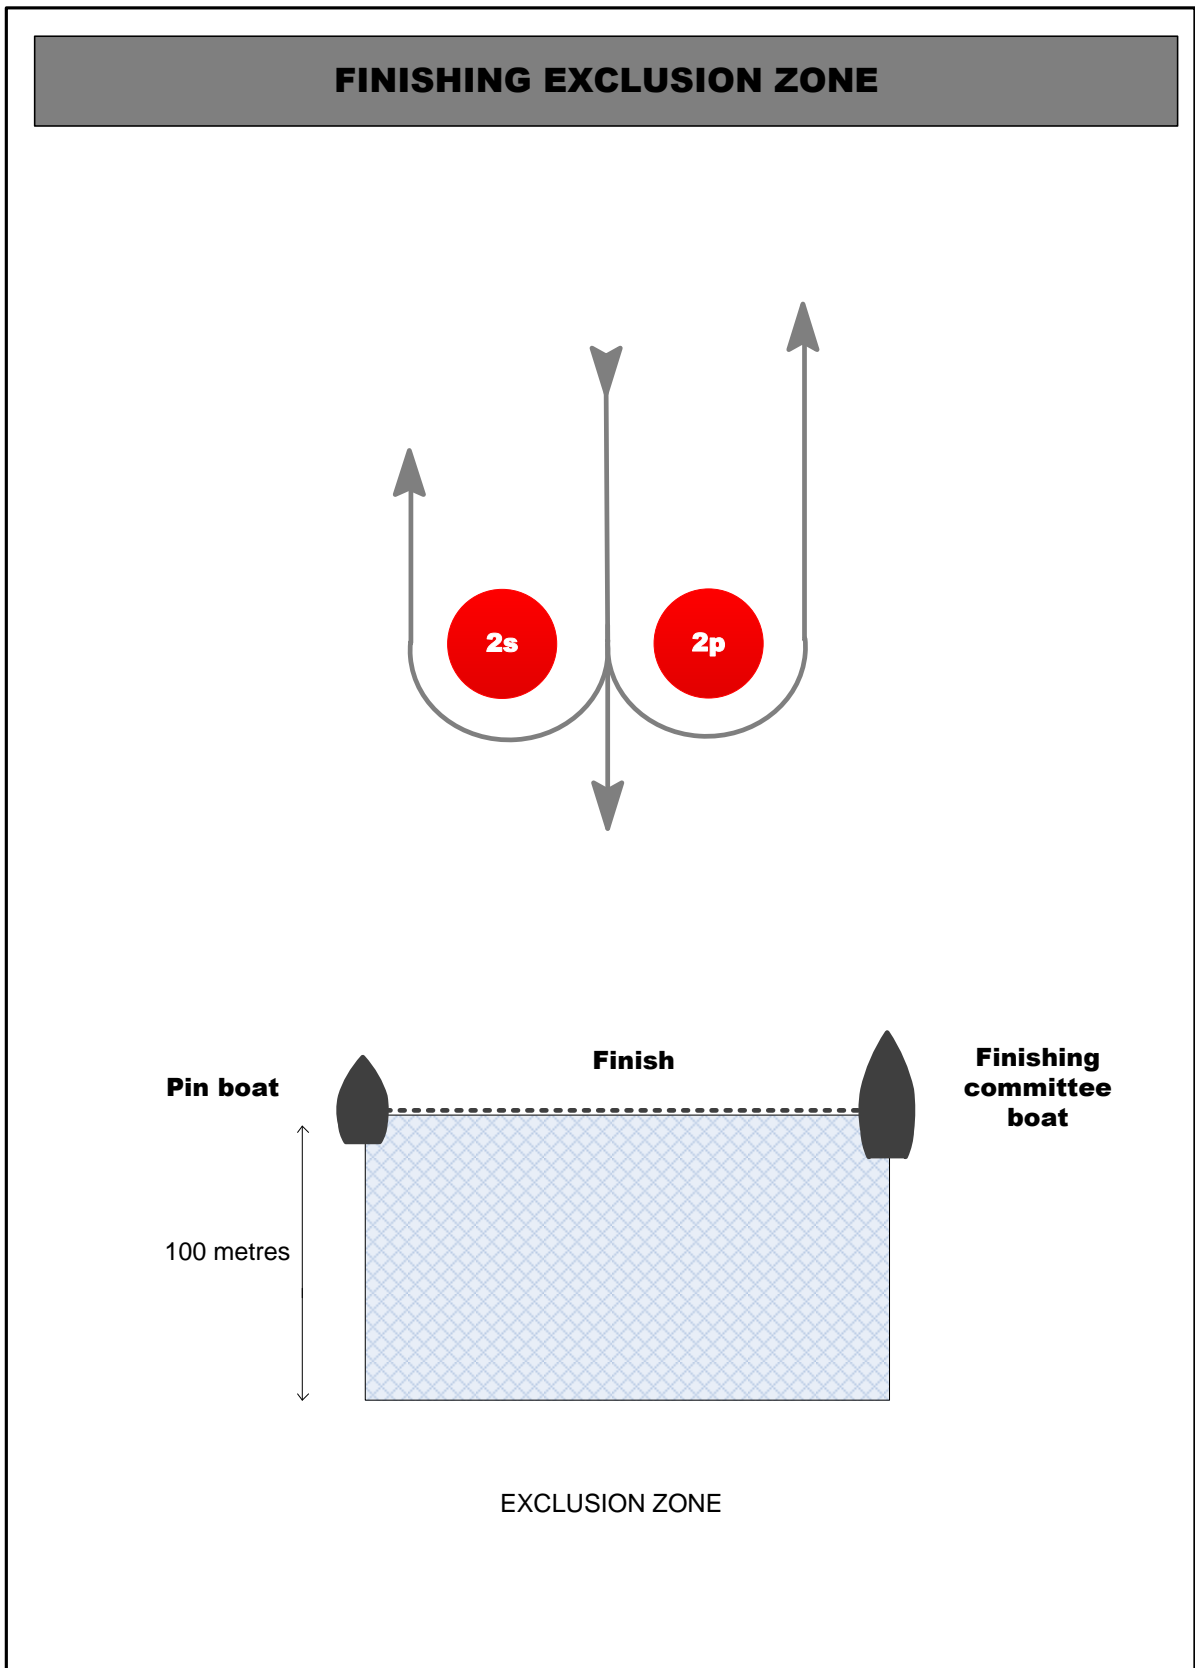 FINISHING EXCLUSION ZONE
2s
2p
Finish
Pin boat
Finishing
committee
boat
100 metres
EXCLUSION ZONE